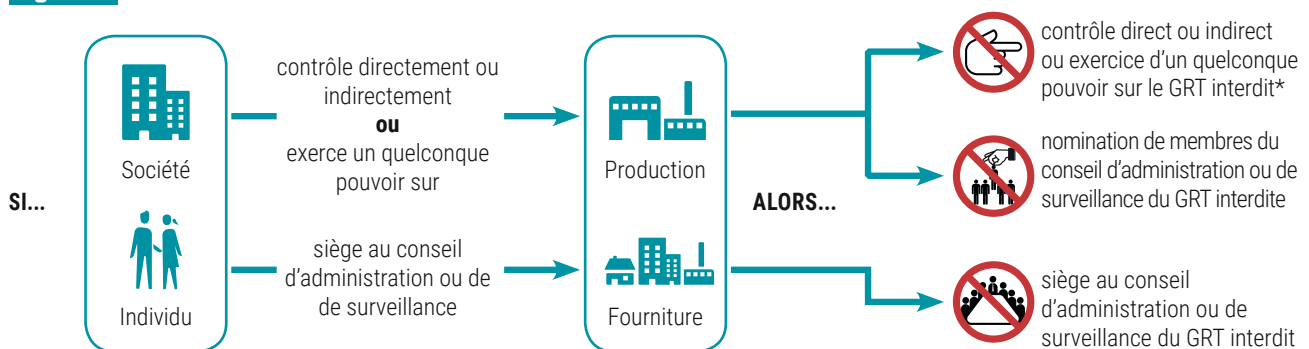 SI...
Société
Individu
contrôle directement ou
indirectement
ou
exerce un quelconque
pouvoir sur
siège au conseil
d'administration ou de
de surveillance
Production
Fourniture
ALORS...
contrôle direct ou indirect
ou exercice d'un quelconque
pouvoir sur le GRT interdit*
nomination de membres du
conseil d'administration ou de
surveillance du GRT interdite
siège au conseil
d'administration ou de
surveillance du GRT interdit